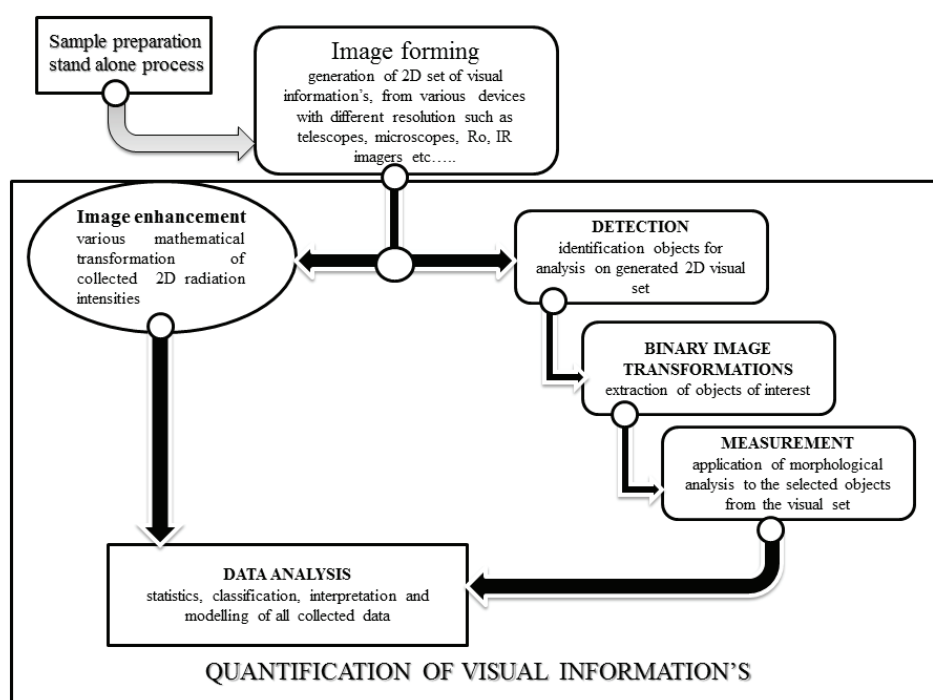 Sample preparation
stand alone process
Image forming
generation of 2D set of visual
information's, from various devices
with different resolution such as
telescopes, microscopes, Ro, IR
imagers etc.....
Image enhancement
various mathematical
transformation of
collected 2D radiation
intensities
DETECTION
identification objects for
analysis on generated 2D visual
set
BINARY IMAGE
TRANSFORMATIONS
extraction of objects of interest
MEASUREMENT
application of morphological
analysis to the selected objects
from the visual set
DATA ANALYSIS
statistics, classification, interpretation and
modelling of all collected data
QUANTIFICATION OF VISUAL INFORMATION'S